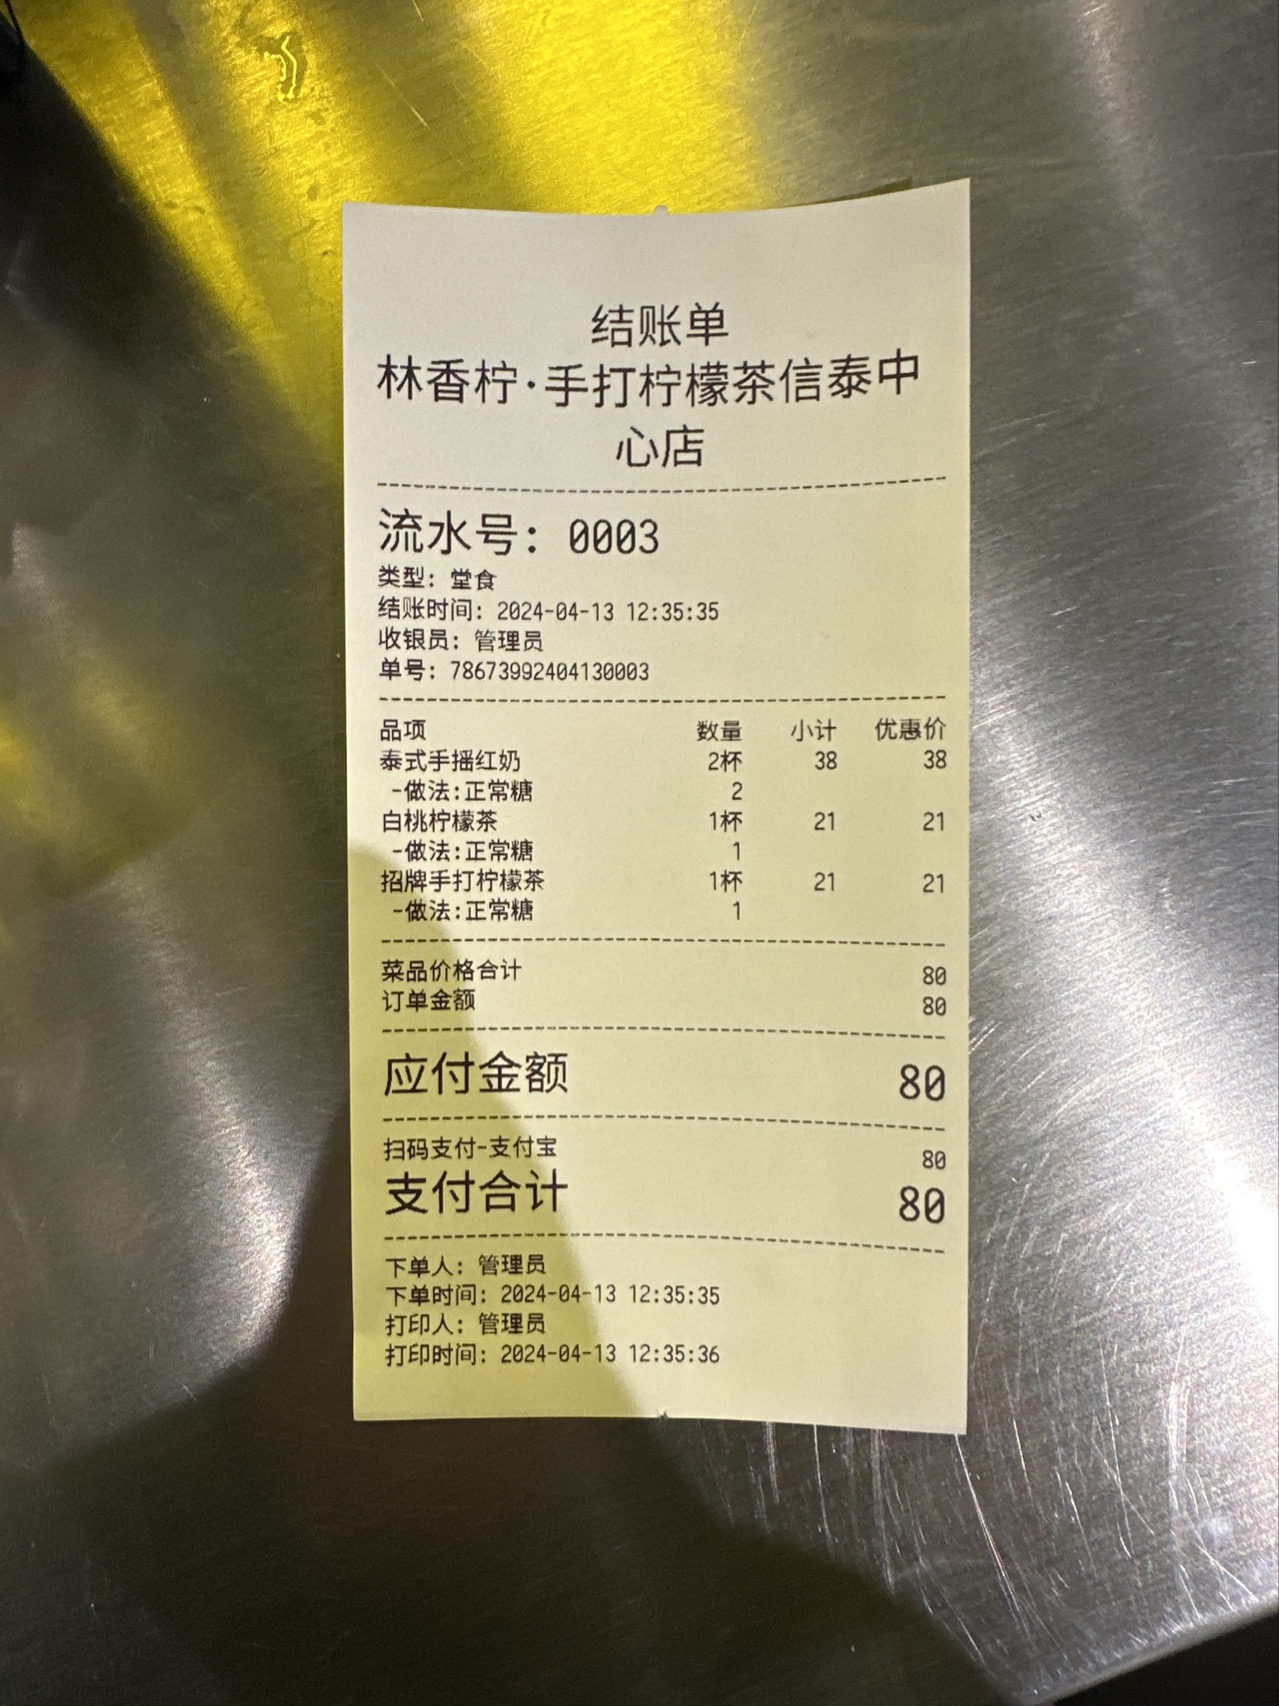 结账单
林香柠·手打柠檬茶信泰中
心店
流水号: 0003
类型: 堂食
结账时间: 2024-04-13 12:35:35
收银员: 管理员
单号: 78673992404130003
品项 数量 小计 优惠价
泰式手摇红奶 2杯 38 38
-做法:正常糖 2
白桃柠檬茶 1杯 21 21
-做法:正常糖 1
招牌手打柠檬茶 1杯 21 21
-做法:正常糖 1
菜品价格合计 80
订单金额 80
应付金额 80
扫码支付-支付宝 80
支付合计 80
下单人: 管理员
下单时间: 2024-04-13 12:35:35
打印人: 管理员
打印时间: 2024-04-13 12:35:36